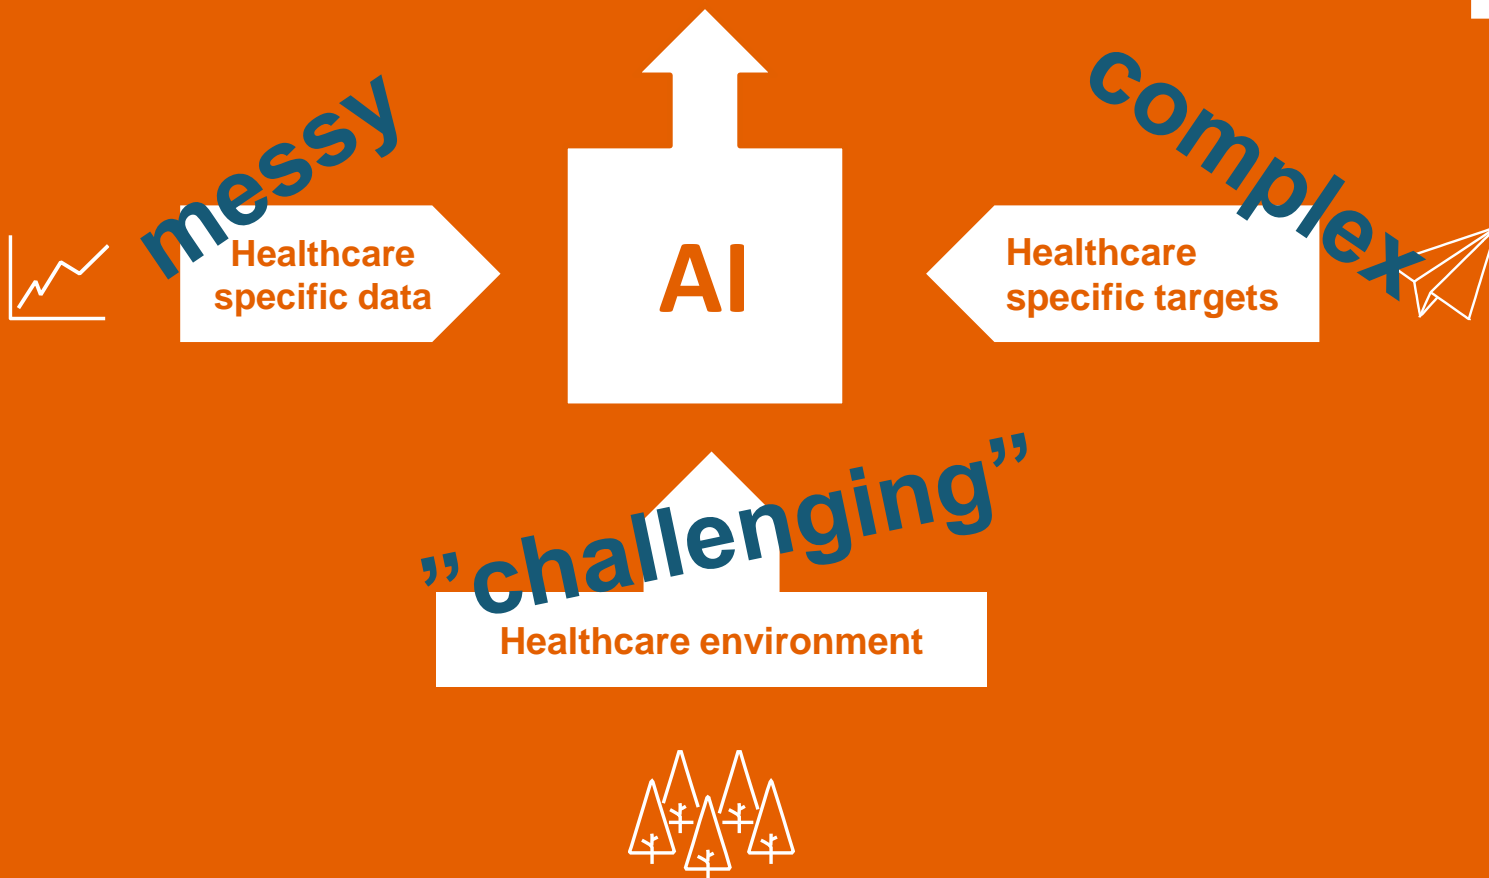 messy
complex
Healthcare
specific data
AI
Healthcare
specific targets
”challenging”
Healthcare environment